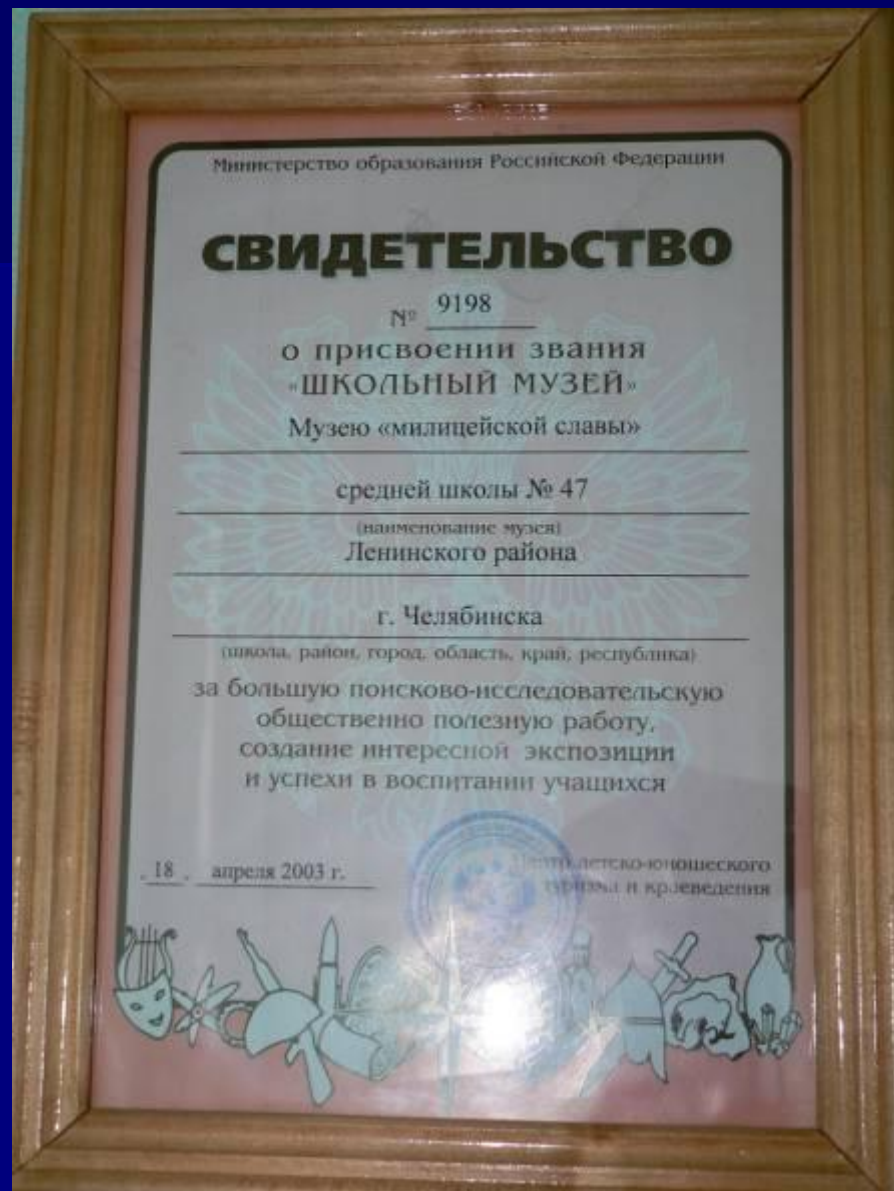 Министерство образования Российской Федерации
СВИДЕТЕЛЬСТВО
№ 9198
о присвоении звания
«ШКОЛЬНЫЙ МУЗЕЙ»
Музею «милицейской славы»
средней школы № 47
(наименование музея)
Ленинского района
г. Челябинска
(школа, район, город, область, край, республика)
за большую поисково-исследовательскую
общественно полезную работу,
создание интересной экспозиции
и успехи в воспитании учащихся
"18" апреля 2003 г.
Центр детско-юношеского
туризма и краеведения